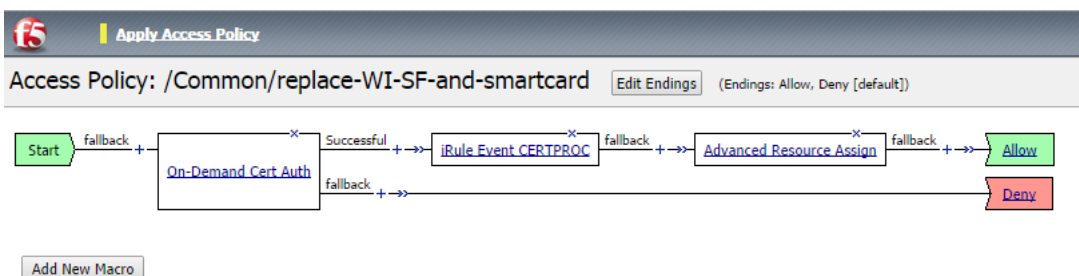 f5 Apply Access Policy
Access Policy: /Common/replace-WI-SF-and-smartcard Edit Endings (Endings: Allow, Deny [default])
Start fallback + Successful + iRule Event CERTPROC fallback + Advanced Resource Assign fallback + Allow
On-Demand Cert Auth
fallback + Deny
Add New Macro